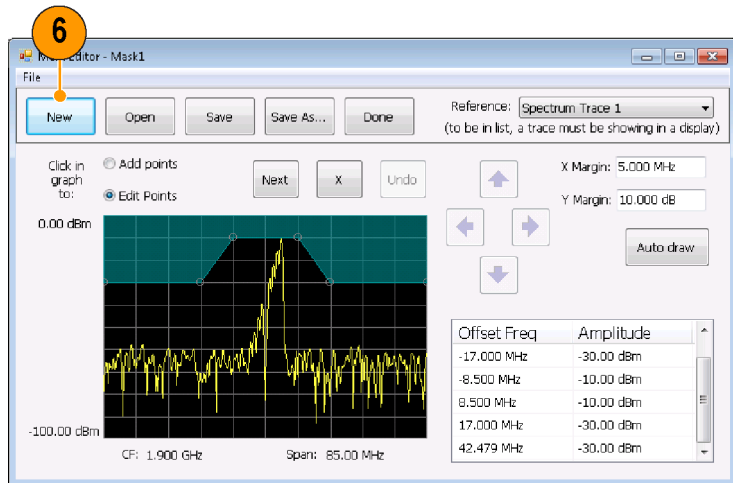 6
Mask Editor - Mask1
File
New
Open
Save
Save As...
Done
Reference:
Spectrum Trace 1
(to be in list, a trace must be showing in a display)
Click in
graph
to:
Add points
Edit Points
Next
X
Undo
X Margin: 5.000 MHz
Y Margin: 10.000 dB
Auto draw
0.00 dBm
-100.00 dBm
CF: 1.900 GHz
Span: 85.00 MHz
Offset Freq Amplitude
-17.000 MHz -30.00 dBm
-8.500 MHz -10.00 dBm
8.500 MHz -10.00 dBm
17.000 MHz -30.00 dBm
42.479 MHz -30.00 dBm